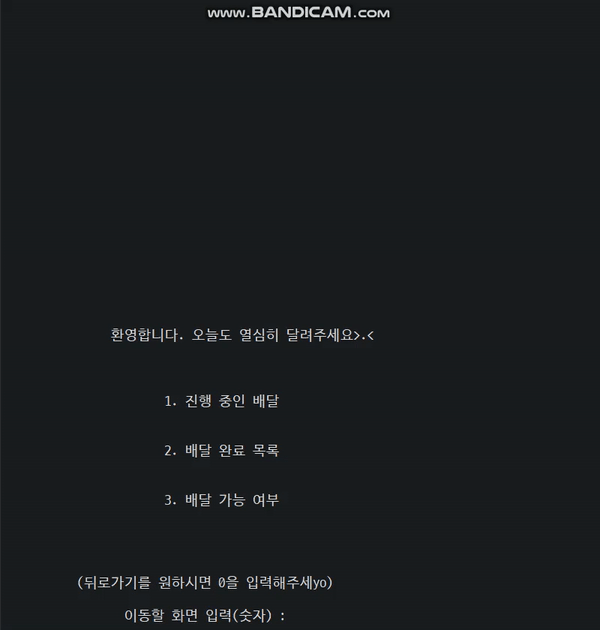 www.BANDICAM.com
환영합니다. 오늘도 열심히 달려주세요>.<
1. 진행 중인 배달
2. 배달 완료 목록
3. 배달 가능 여부
(뒤로가기를 원하시면 0을 입력해주세yo)
이동할 화면 입력(숫자) :